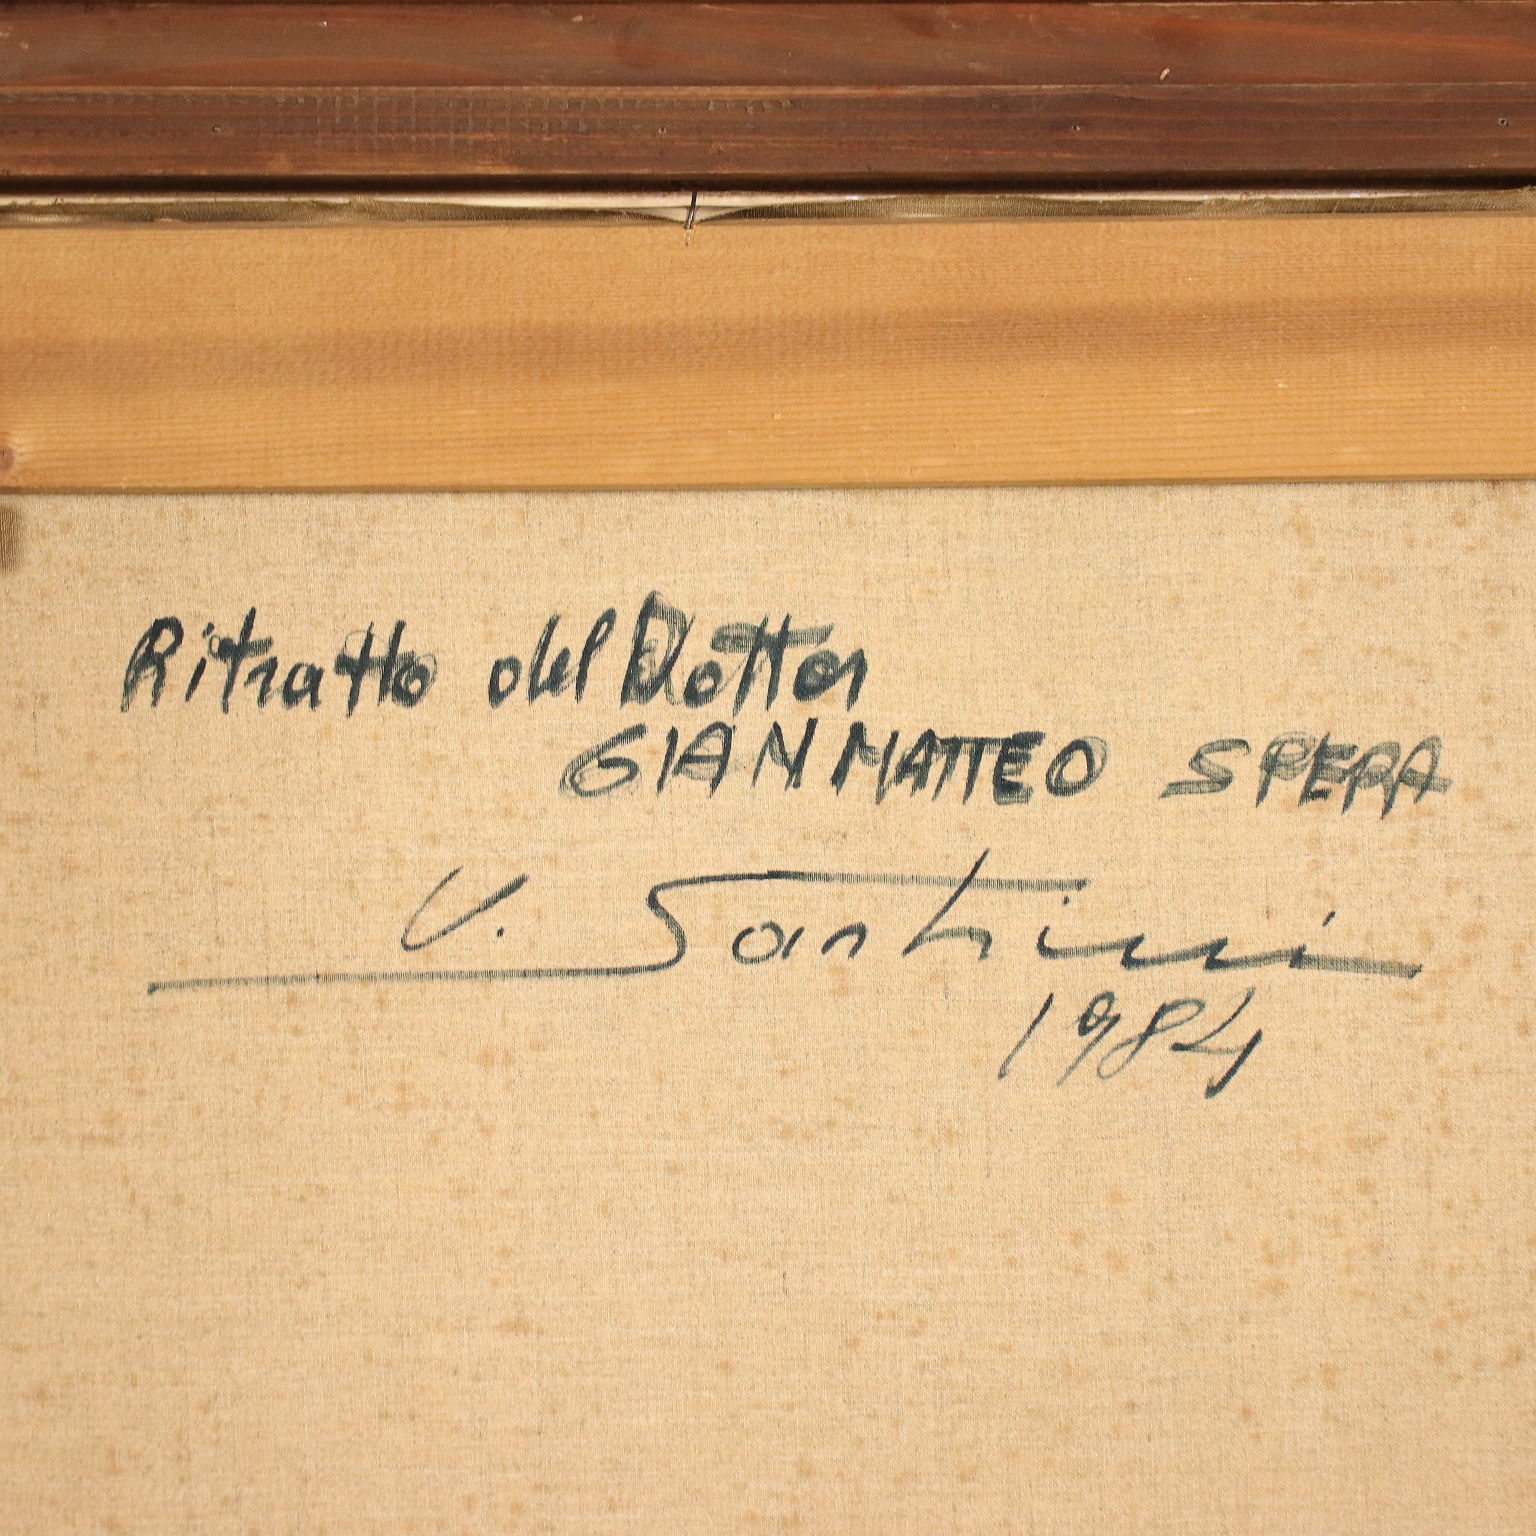 Ritratto del Dottor
GIANMATTEO SPERA
V. Santini
1984